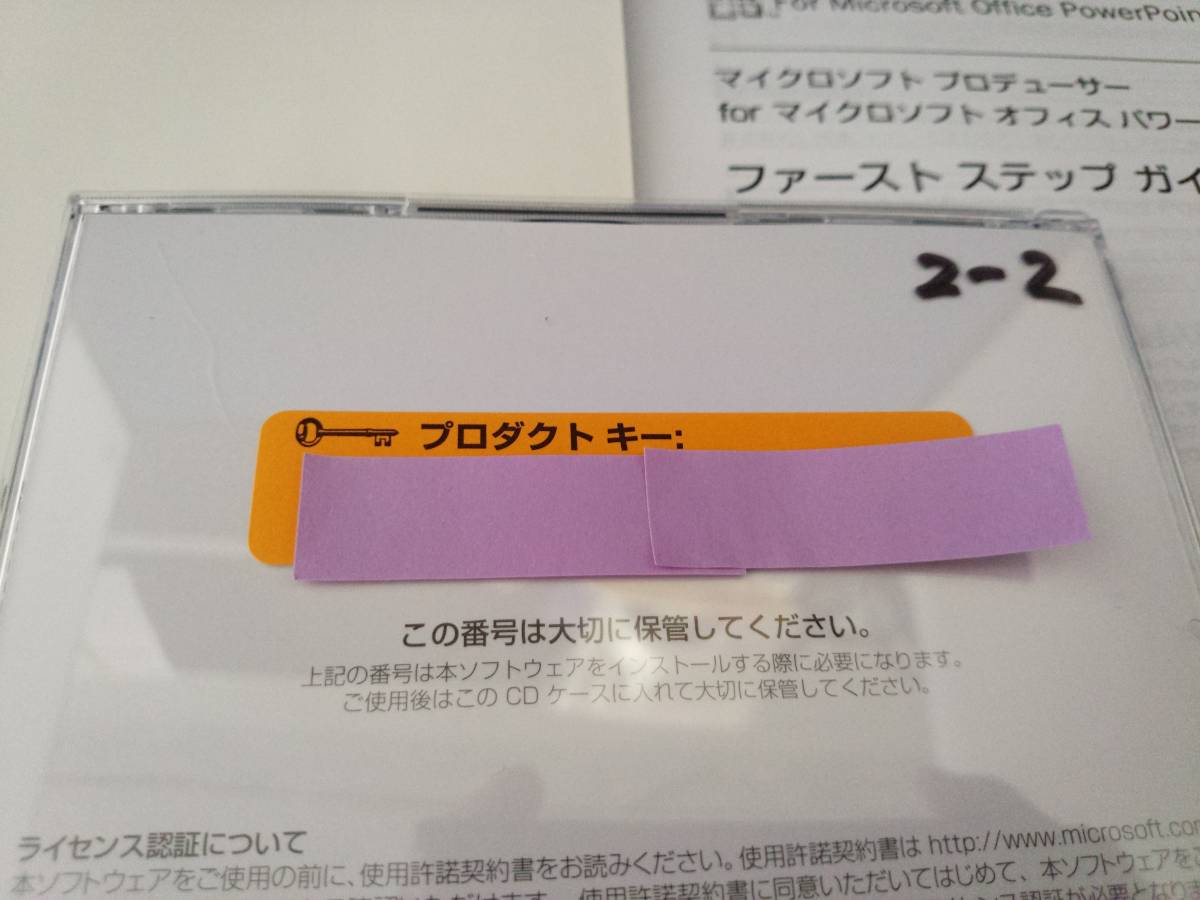 For Microsoft Office PowerPoin
マイクロソフト プロデューサー
for マイクロソフト オフィス パワー
ファースト ステップ ガイ
2-2
プロダクト キー:
この番号は大切に保管してください。
上記の番号は本ソフトウェアをインストールする際に必要になります。
ご使用後はこの CD ケースに入れて大切に保管してください。
ライセンス認証について
本ソフトウェアをご使用の前に、使用許諾契約書をお読みください。使用許諾契約書は http://www.microsoft.com
使用許諾契約書に同意いただいてはじめて、本ソフトウェアを